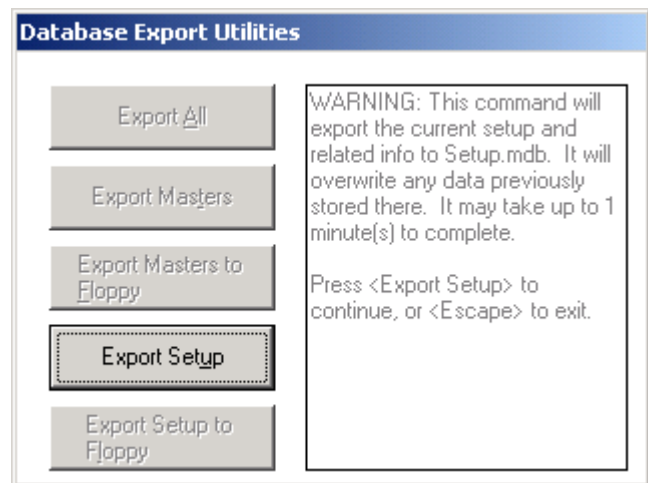 Database Export Utilities
Export All
Export Masters
Export Masters to
Floppy
Export Setup
Export Setup to
Floppy
WARNING: This command will
export the current setup and
related info to Setup.mdb. It will
overwrite any data previously
stored there. It may take up to 1
minute(s) to complete.
Press <Export Setup> to
continue, or <Escape> to exit.